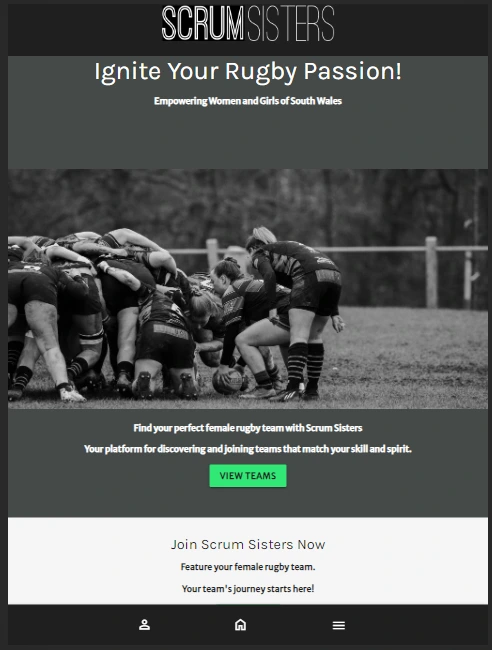 SCRUMSISTERS
Ignite Your Rugby Passion!
Empowering Women and Girls of South Wales
Find your perfect female rugby team with Scrum Sisters
Your platform for discovering and joining teams that match your skill and spirit.
VIEW TEAMS
Join Scrum Sisters Now
Feature your female rugby team.
Your team's journey starts here!